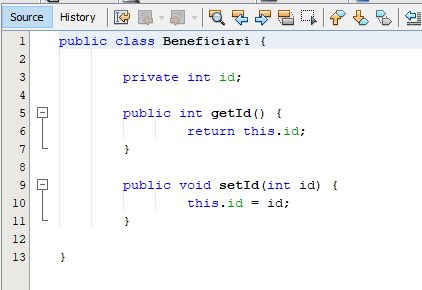 Source History
1 public class Beneficiari {
2
3 private int id;
4
5 public int getId() {
6 return this.id;
7 }
8
9 public void setId(int id) {
10 this.id = id;
11 }
12
13 }